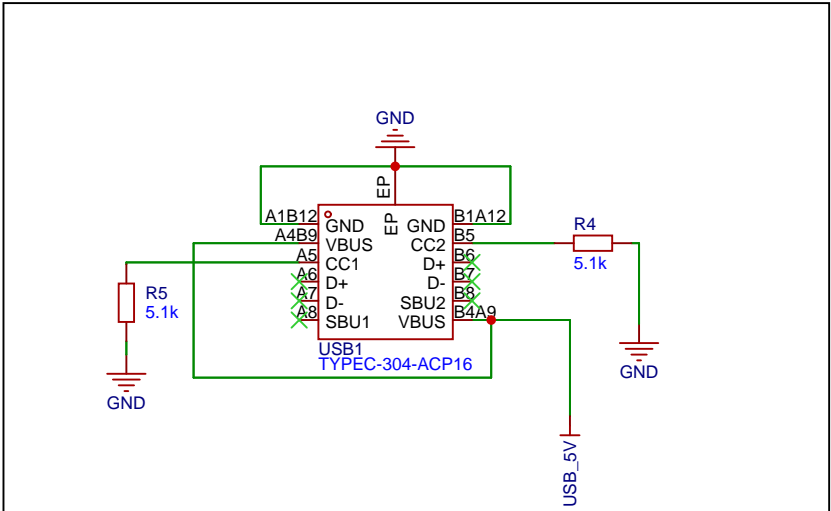 GND
EP
EP
A1B12
GND
GND
B1A12
A4B9
VBUS
CC2
B5
R4
A5
CC1
D+
B6
5.1k
A6
D+
D-
B7
R5
A7
D-
SBU2
B8
5.1k
A8
SBU1
VBUS
B4A9
USB1
TYPEC-304-ACP16
GND
GND
USB_5V